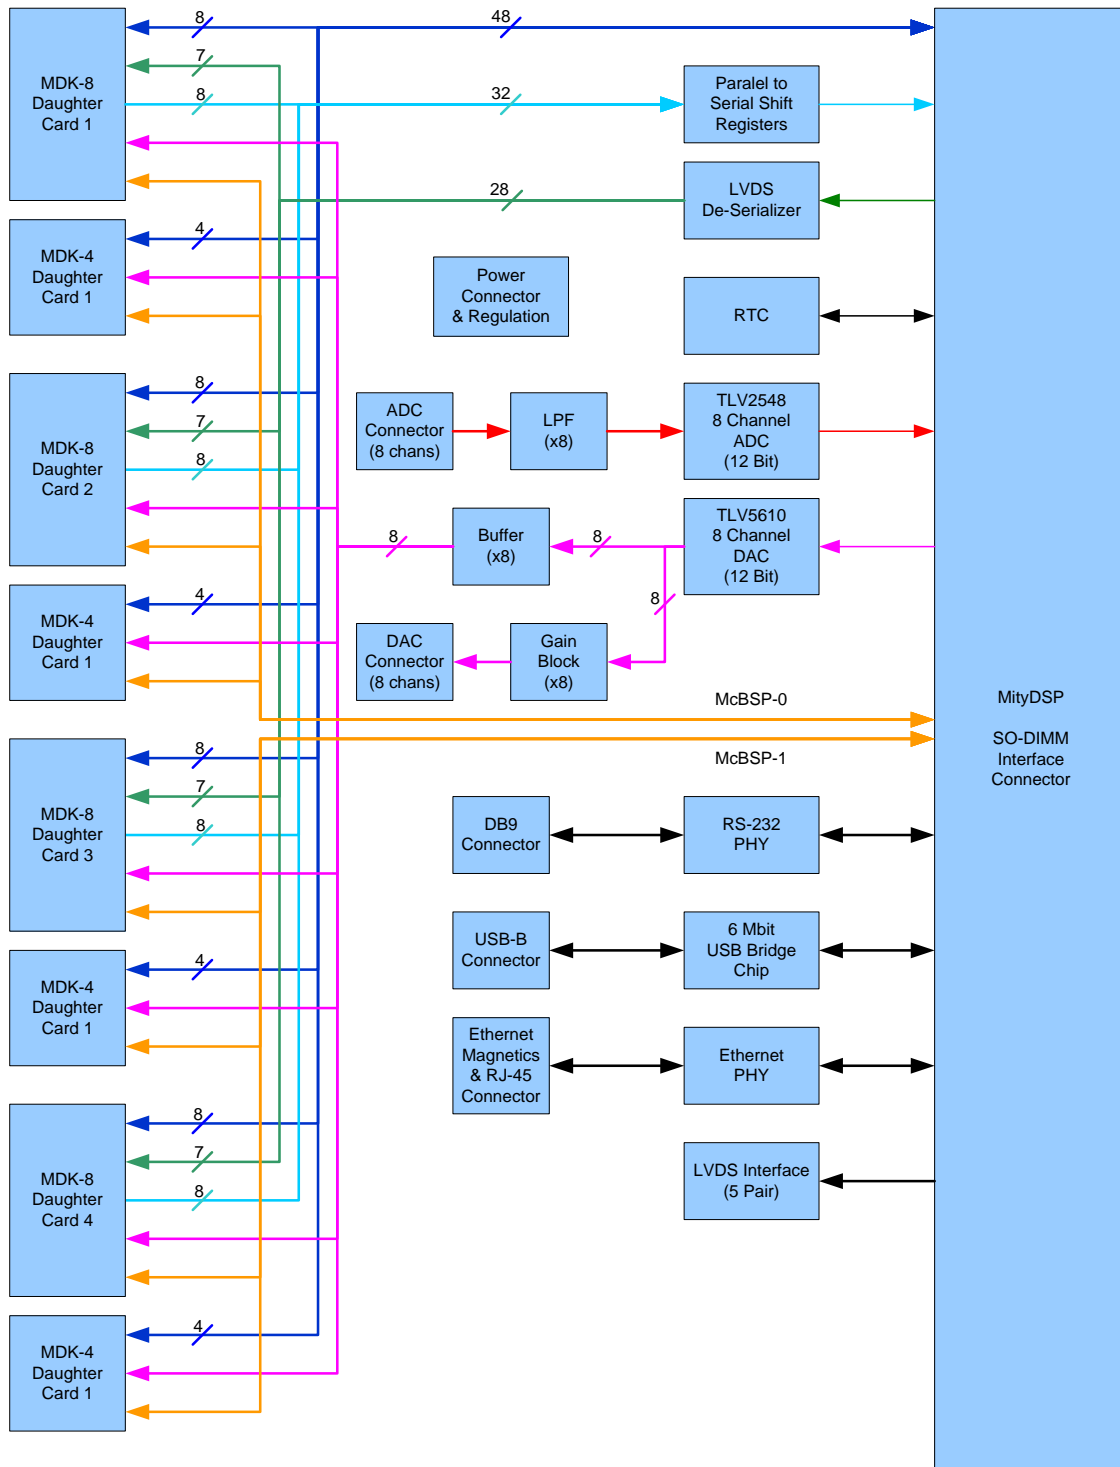 8
48
7
MDK-8
Daughter
Card 1
8
32
Paralel to
Serial Shift
Registers
28
LVDS
De-Serializer
MDK-4
Daughter
Card 1
4
Power
Connector
& Regulation
RTC
MDK-8
Daughter
Card 2
8
7
8
ADC
Connector
(8 chans)
LPF
(x8)
TLV2548
8 Channel
ADC
(12 Bit)
8
Buffer
(x8)
8
TLV5610
8 Channel
DAC
(12 Bit)
8
MDK-4
Daughter
Card 1
4
DAC
Connector
(8 chans)
Gain
Block
(x8)
McBSP-0
McBSP-1
MityDSP
SO-DIMM
Interface
Connector
MDK-8
Daughter
Card 3
8
7
8
DB9
Connector
RS-232
PHY
USB-B
Connector
6 Mbit
USB Bridge
Chip
MDK-4
Daughter
Card 1
4
Ethernet
Magnetics
& RJ-45
Connector
Ethernet
PHY
MDK-8
Daughter
Card 4
8
7
8
LVDS Interface
(5 Pair)
MDK-4
Daughter
Card 1
4